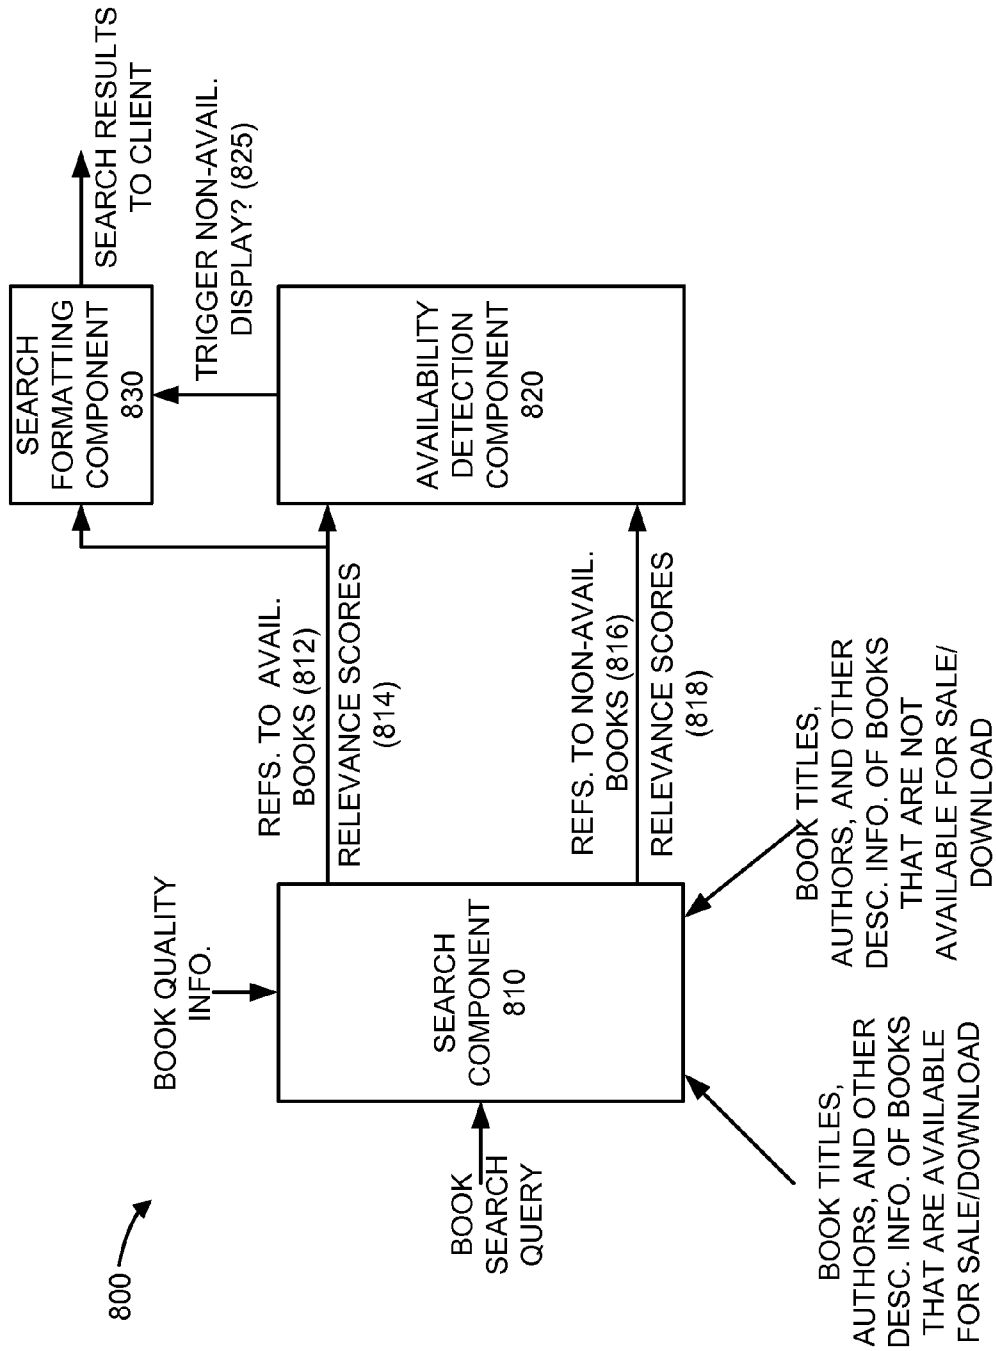 800
BOOK
SEARCH
QUERY
BOOK QUALITY
INFO.
SEARCH
COMPONENT
810
BOOK TITLES,
AUTHORS, AND OTHER
DESC. INFO. OF BOOKS
THAT ARE AVAILABLE
FOR SALE/DOWNLOAD
BOOK TITLES,
AUTHORS, AND OTHER
DESC. INFO. OF BOOKS
THAT ARE NOT
AVAILABLE FOR SALE/
DOWNLOAD
REFS. TO AVAIL.
BOOKS (812)
RELEVANCE SCORES
(814)
REFS. TO NON-AVAIL.
BOOKS (816)
RELEVANCE SCORES
(818)
AVAILABILITY
DETECTION
COMPONENT
820
TRIGGER NON-AVAIL.
DISPLAY? (825)
SEARCH
FORMATTING
COMPONENT
830
SEARCH RESULTS
TO CLIENT